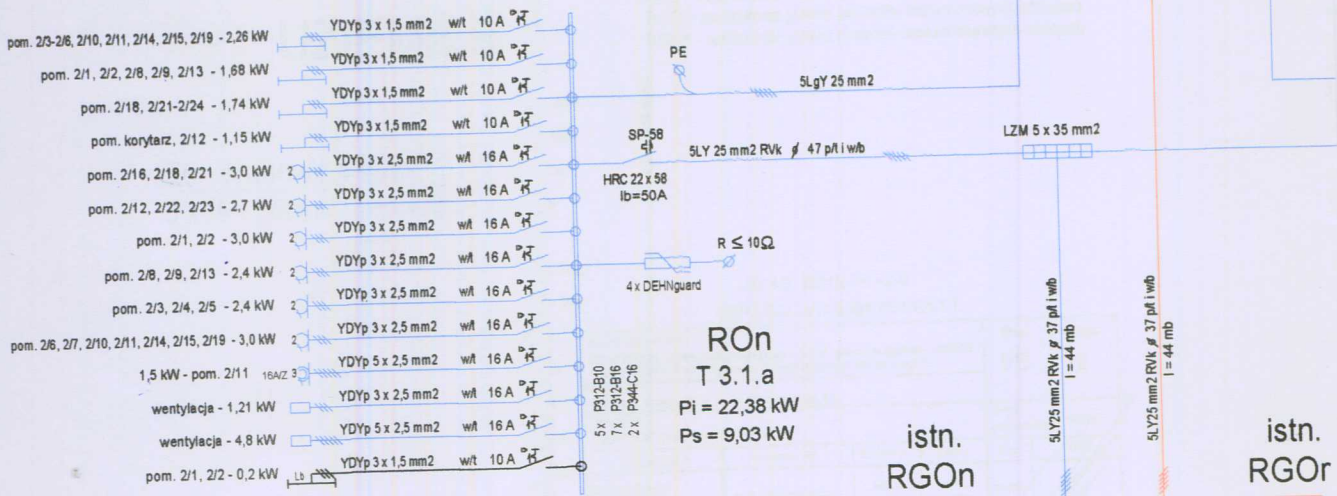 pom. 2/3-2/6, 2/10, 2/11, 2/14, 2/15, 2/19 - 2,26 kW YDYp 3 x 1,5 mm2 w/t 10 A
pom. 2/1, 2/2, 2/8, 2/9, 2/13 - 1,68 kW YDYp 3 x 1,5 mm2 w/t 10 A
pom. 2/18, 2/21-2/24 - 1,74 kW YDYp 3 x 1,5 mm2 w/t 10 A
pom. korytarz, 2/12 - 1,15 kW YDYp 3 x 1,5 mm2 w/t 10 A
pom. 2/16, 2/18, 2/21 - 3,0 kW 2 YDYp 3 x 2,5 mm2 w/t 16 A
pom. 2/12, 2/22, 2/23 - 2,7 kW 2 YDYp 3 x 2,5 mm2 w/t 16 A
pom. 2/1, 2/2 - 3,0 kW 2 YDYp 3 x 2,5 mm2 w/t 16 A
pom. 2/8, 2/9, 2/13 - 2,4 kW 2 YDYp 3 x 2,5 mm2 w/t 16 A
pom. 2/3, 2/4, 2/5 - 2,4 kW 2 YDYp 3 x 2,5 mm2 w/t 16 A
pom. 2/6, 2/7, 2/10, 2/11, 2/14, 2/15, 2/19 - 3,0 kW 2 YDYp 3 x 2,5 mm2 w/t 16 A
1,5 kW - pom. 2/11 16A/Z 3 YDYp 5 x 2,5 mm2 w/t 16 A
wentylacja - 1,21 kW YDYp 3 x 2,5 mm2 w/t 16 A
wentylacja - 4,8 kW YDYp 5 x 2,5 mm2 w/t 16 A
pom. 2/1, 2/2 - 0,2 kW Lb YDYp 3 x 1,5 mm2 w/t 10 A
5 x P312-B10
7 x P312-B16
2 x P344-C16
PE
5LgY 25 mm2
SP-58
5LY 25 mm2 RVk ø 47 p/t i w/b
HRC 22 x 58
Ib=50A
LZM 5 x 35 mm2
R ≤ 10Ω
4 x DEHNguard
ROn
T 3.1.a
Pi = 22,38 kW
Ps = 9,03 kW
5LY25 mm2 RVk ø 37 p/t i w/b
l = 44 mb
5LY25 mm2 RVk ø 37 p/t i w/b
l = 44 mb
istn.
RGOn
istn.
RGOr